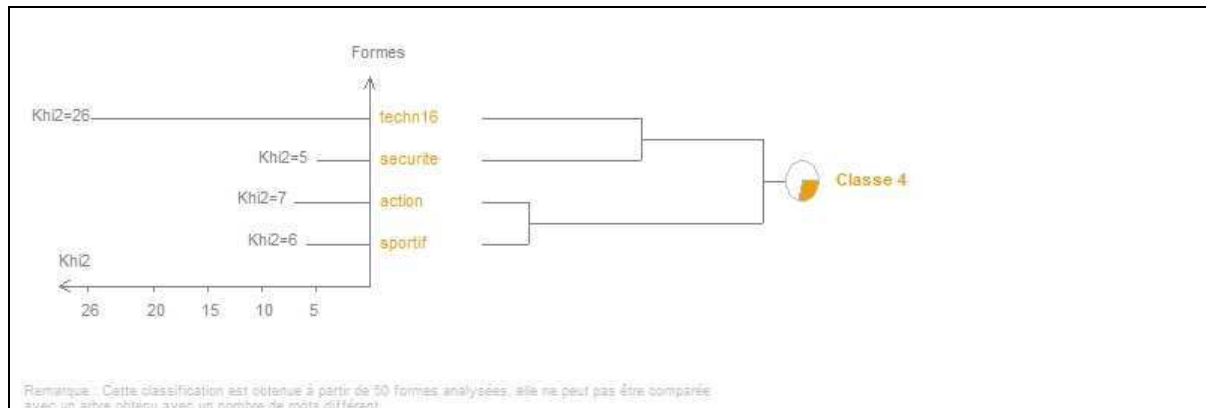 Formes
Khi2=26 techn16
Khi2=5 securite
Khi2=7 action Classe 4
Khi2=6 sportif
Khi2
26 20 15 10 5
Remarque : Cette classification est obtenue à partir de 50 formes analysées, elle ne peut pas être comparée
avec un arbre obtenu avec un nombre de mots différent